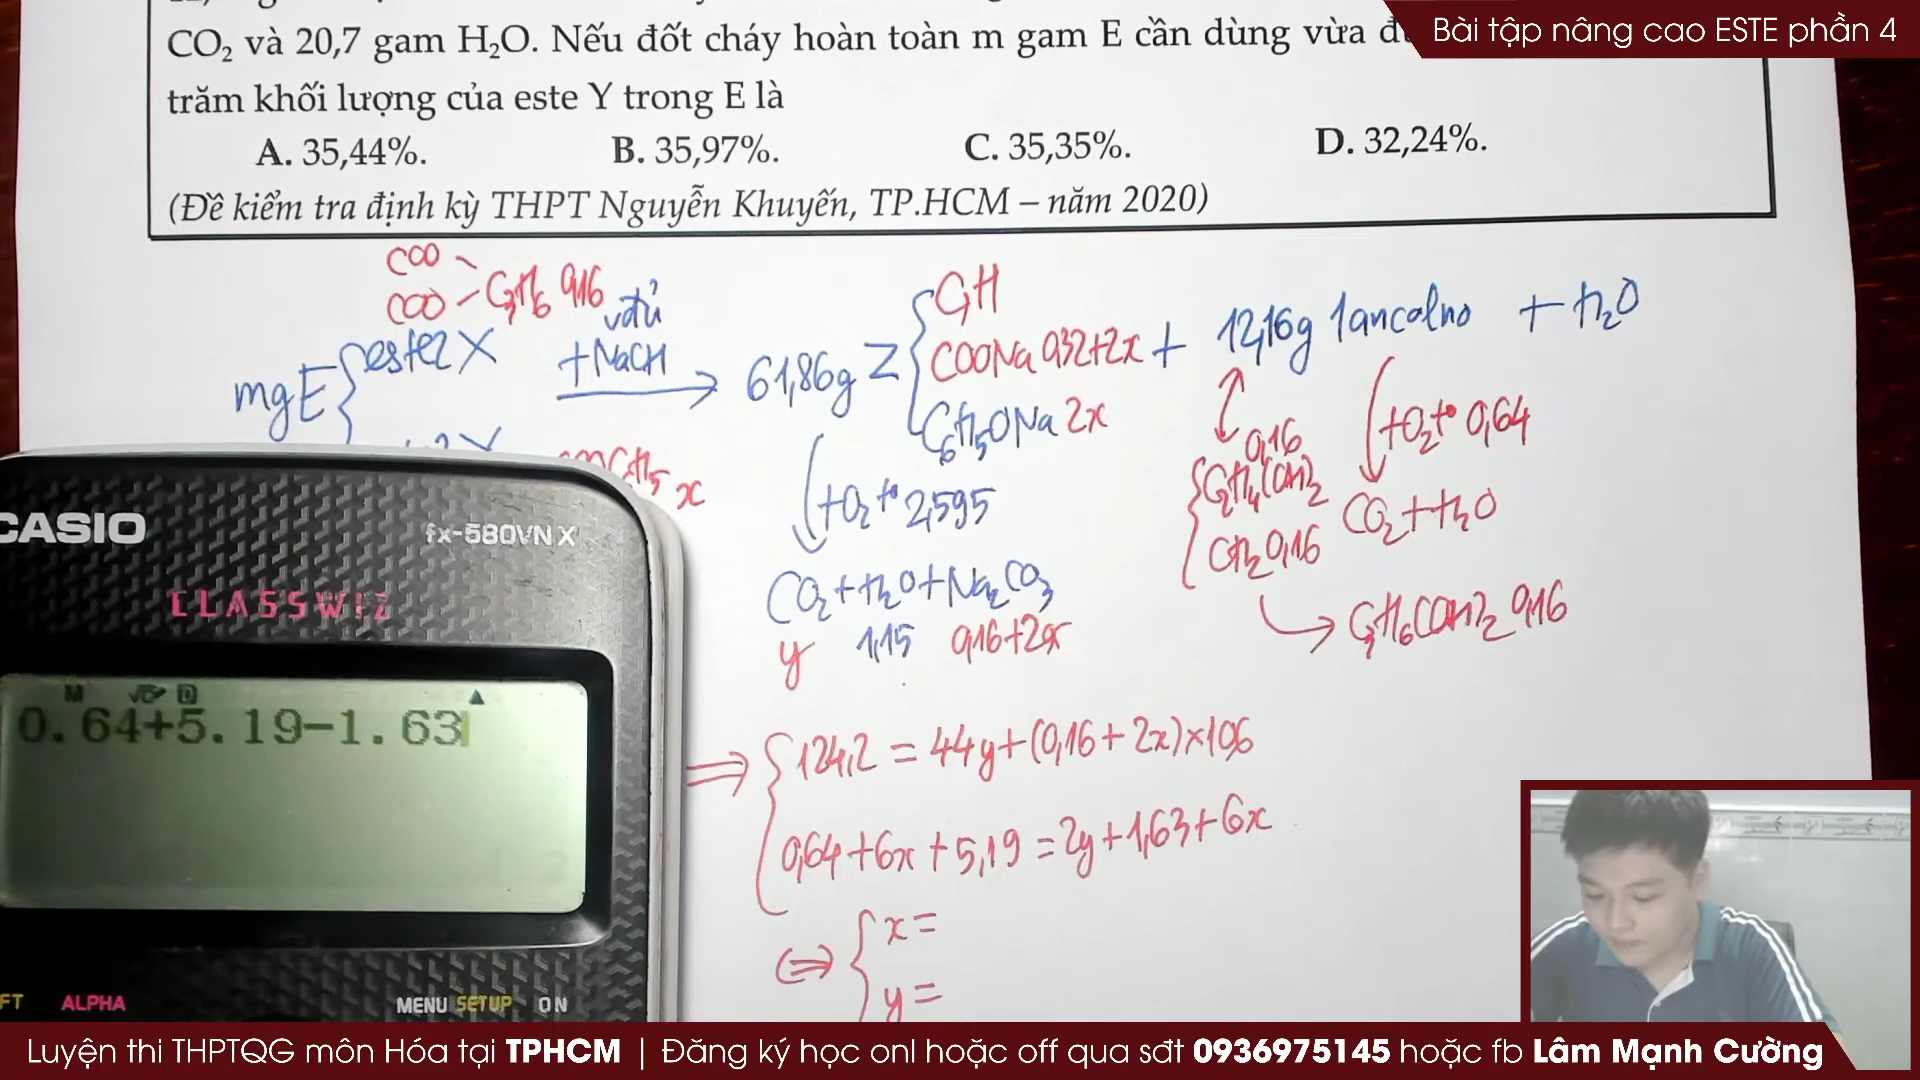 Bài tập nâng cao ESTE phần 4
CO₂ và 20,7 gam H₂O. Nếu đốt cháy hoàn toàn m gam E cần dùng vừa
trăm khối lượng của este Y trong E là
A. 35,44%. B. 35,97%. C. 35,35%. D. 32,24%.
(Đề kiểm tra định kỳ THPT Nguyễn Khuyến, TP.HCM – năm 2020)
COO
COO C₃H₆ 0,16
vđủ
mgE este2 X +NaOH 61,86g Z
C,H
COONa 0,32+2x
C₆H₅ONa 2x
+ 12,16g 1 ancol no + H₂O
C₆H₅ x
+O₂ t° 2,595
CO₂+H₂O+Na₂CO₃
y 1,15 0,16+2x
0,16
C₂H₄(OH)₂
CH₂ 0,16
+O₂ t° 0,64
CO₂+H₂O
C₃H₆(OH)₂ 0,16
⇒ 124,2 = 44y+(0,16+2x)×106
0,64+6x+5,19=2y+1,63+6x
⇔ x=
y=
CASIO fx-580VN X
CLASSWIZ
M √ D ▲
0.64+5.19-1.63
FT ALPHA MENU SETUP ON
Luyện thi THPTQG môn Hóa tại TPHCM | Đăng ký học onl hoặc off qua sđt 0936975145 hoặc fb Lâm Mạnh Cường